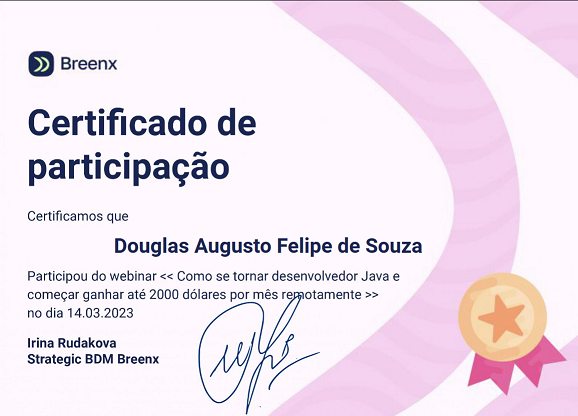 Breenx
Certificado de
participação
Certificamos que
Douglas Augusto Felipe de Souza
Participou do webinar << Como se tornar desenvolvedor Java e
começar ganhar até 2000 dólares por mês remotamente >>
no dia 14.03.2023
Irina Rudakova
Strategic BDM Breenx